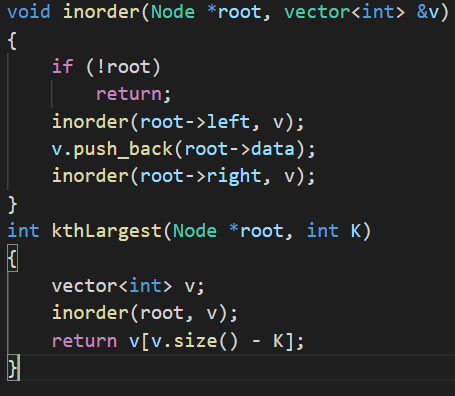 void inorder(Node *root, vector<int> &v)
{
    if (!root)
        return;
    inorder(root->left, v);
    v.push_back(root->data);
    inorder(root->right, v);
}
int kthLargest(Node *root, int K)
{
    vector<int> v;
    inorder(root, v);
    return v[v.size() - K];
}